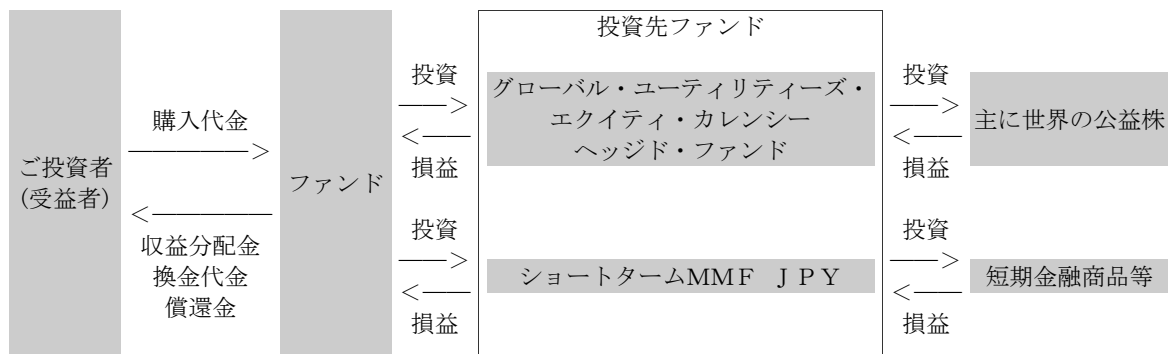 投資先ファンド
ご投資者
(受益者)
購入代金
――――――>
<――――――
収益分配金
換金代金
償還金
ファンド
投資
――――>
<――――
損益
グローバル・ユーティリティーズ・
エクイティ・カレンシー
ヘッジド・ファンド
投資
――――>
<――――
損益
主に世界の公益株
投資
――――>
<――――
損益
ショートタームＭＭＦ　ＪＰＹ
投資
――――>
<――――
損益
短期金融商品等